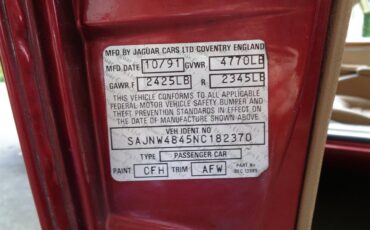 MFD BY JAGUAR CARS LTD COVENTRY ENGLAND
MFD DATE 10/91 GVWR 4770LB
GAWR F 2425LB R 2345LB
THIS VEHICLE CONFORMS TO ALL APPLICABLE
FEDERAL MOTOR VEHICLE SAFETY, BUMPER AND
THEFT PREVENTION STANDARDS IN EFFECT ON
THE DATE OF MANUFACTURE SHOWN ABOVE.
VEH IDENT NO
SAJNW4845NC182370
TYPE PASSENGER CAR
PAINT CFH TRIM AFW PART No